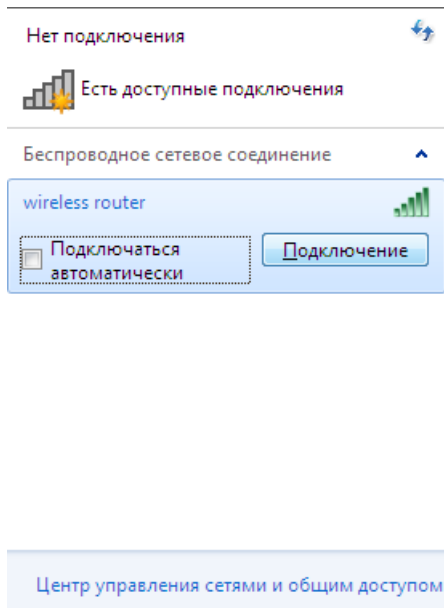 Нет подключения
Есть доступные подключения
Беспроводное сетевое соединение
wireless router
Подключаться
автоматически
Подключение
Центр управления сетями и общим доступом